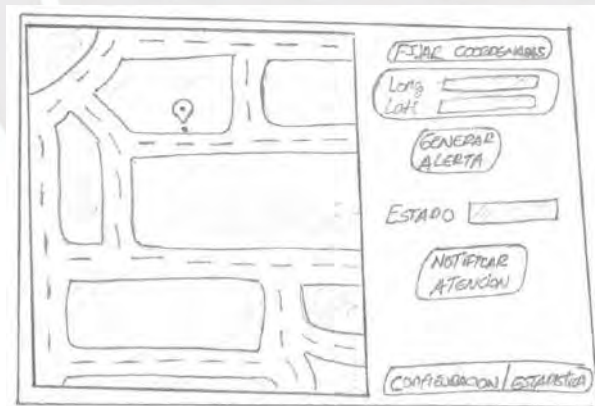 FIJAR COORDENADAS
Long
Lati
GENERAR
ALERTA
ESTADO
NOTIFICAR
ATENCION
CONFIGURACION
ESTADISTICA